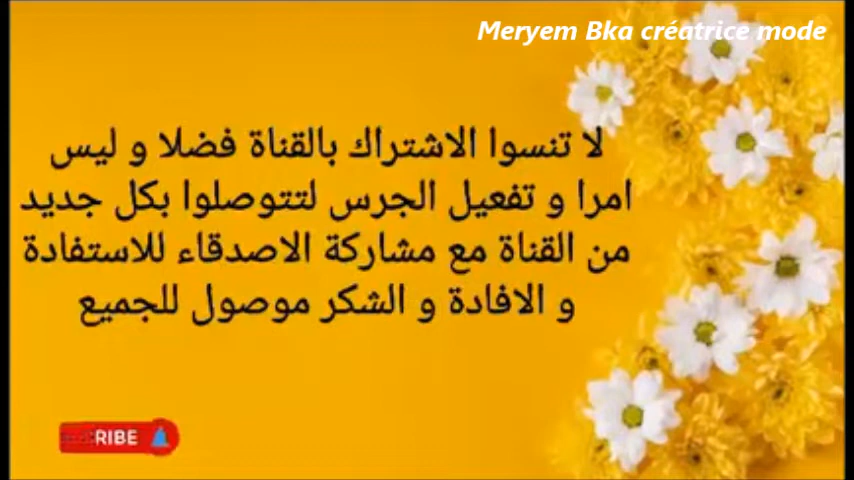 Meryem Bka créatrice mode
لا تنسوا الاشتراك بالقناة فضلا و ليس
امرا و تفعيل الجرس لتتوصلوا بكل جديد
من القناة مع مشاركة الاصدقاء للاستفادة
و الافادة و الشكر موصول للجميع
RIBE